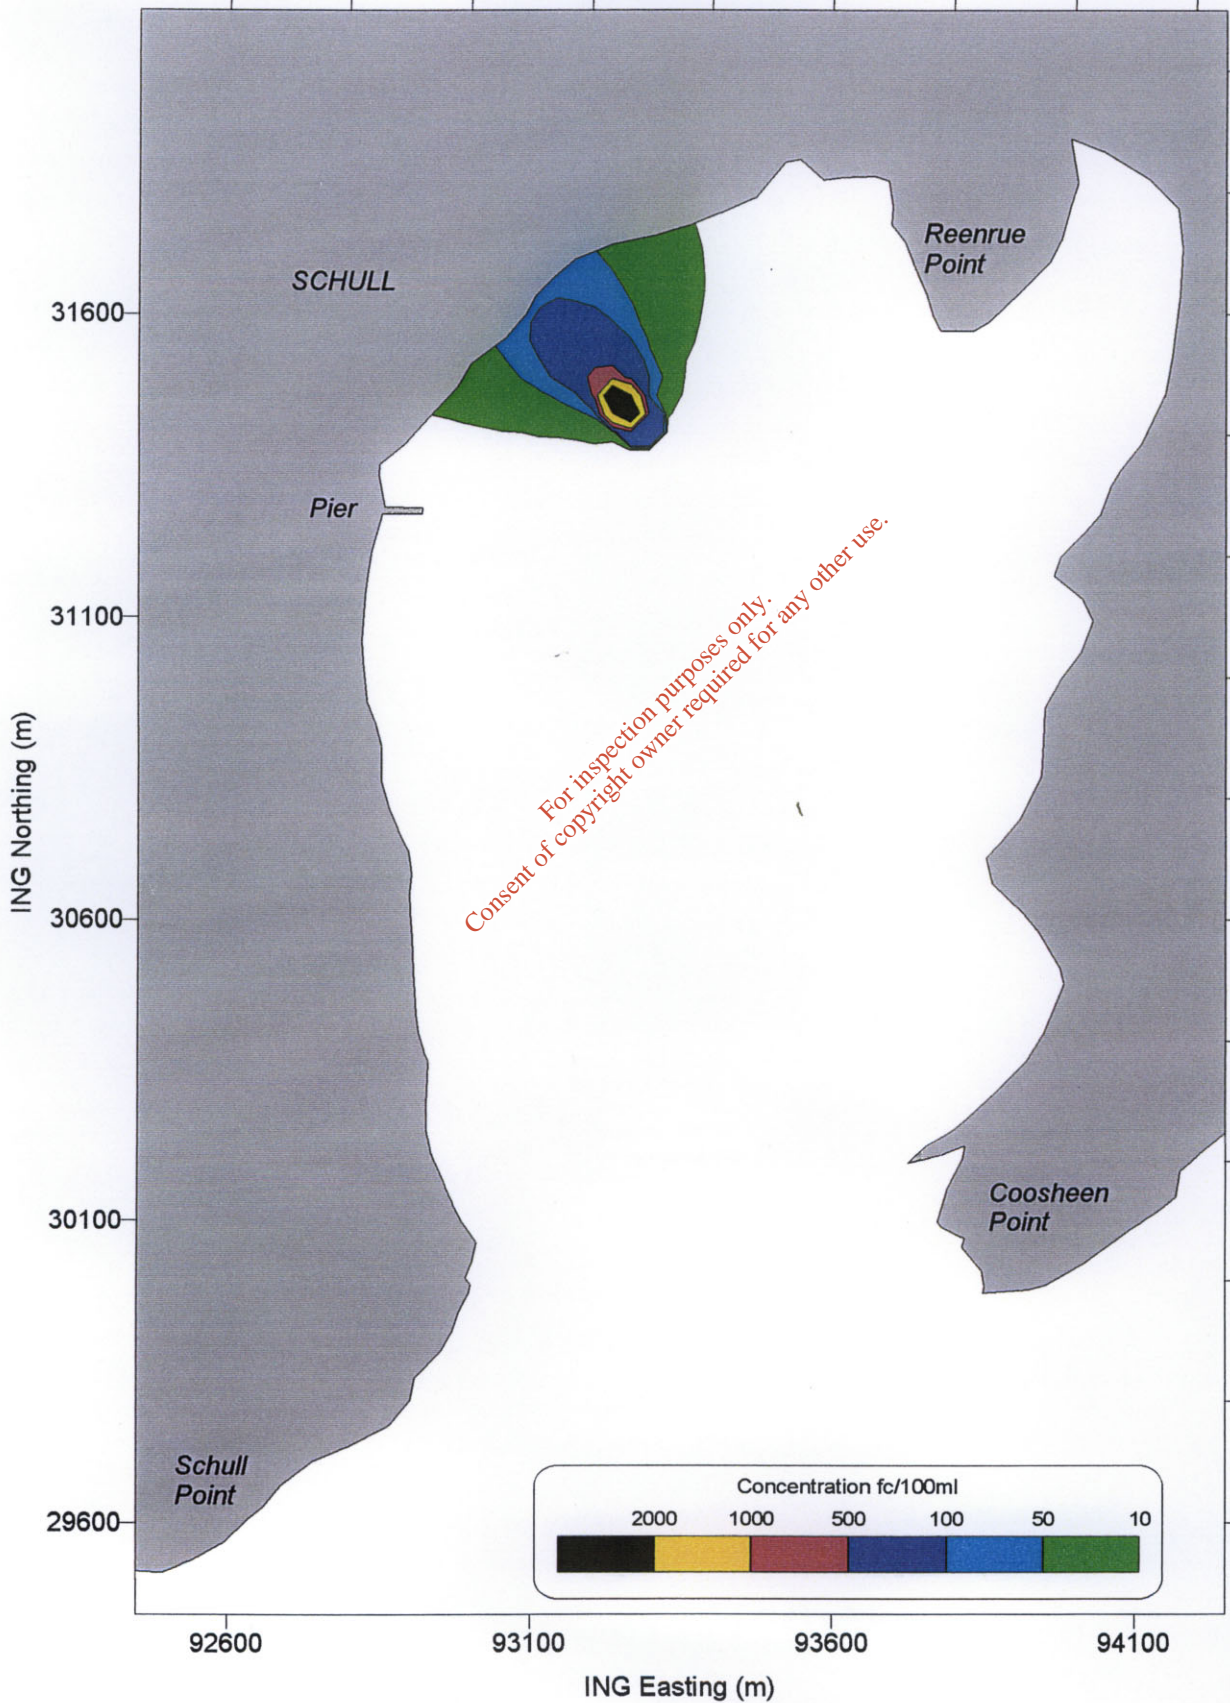 Reenrue
Point
SCHULL
31600
Pier
For inspection purposes only.
Consent of copyright owner required for any other use.
31100
ING Northing (m)
30600
30100
Coosheen
Point
Schull
Point
Concentration fc/100ml
2000 1000 500 100 50 10
29600
92600 93100 93600 94100
ING Easting (m)